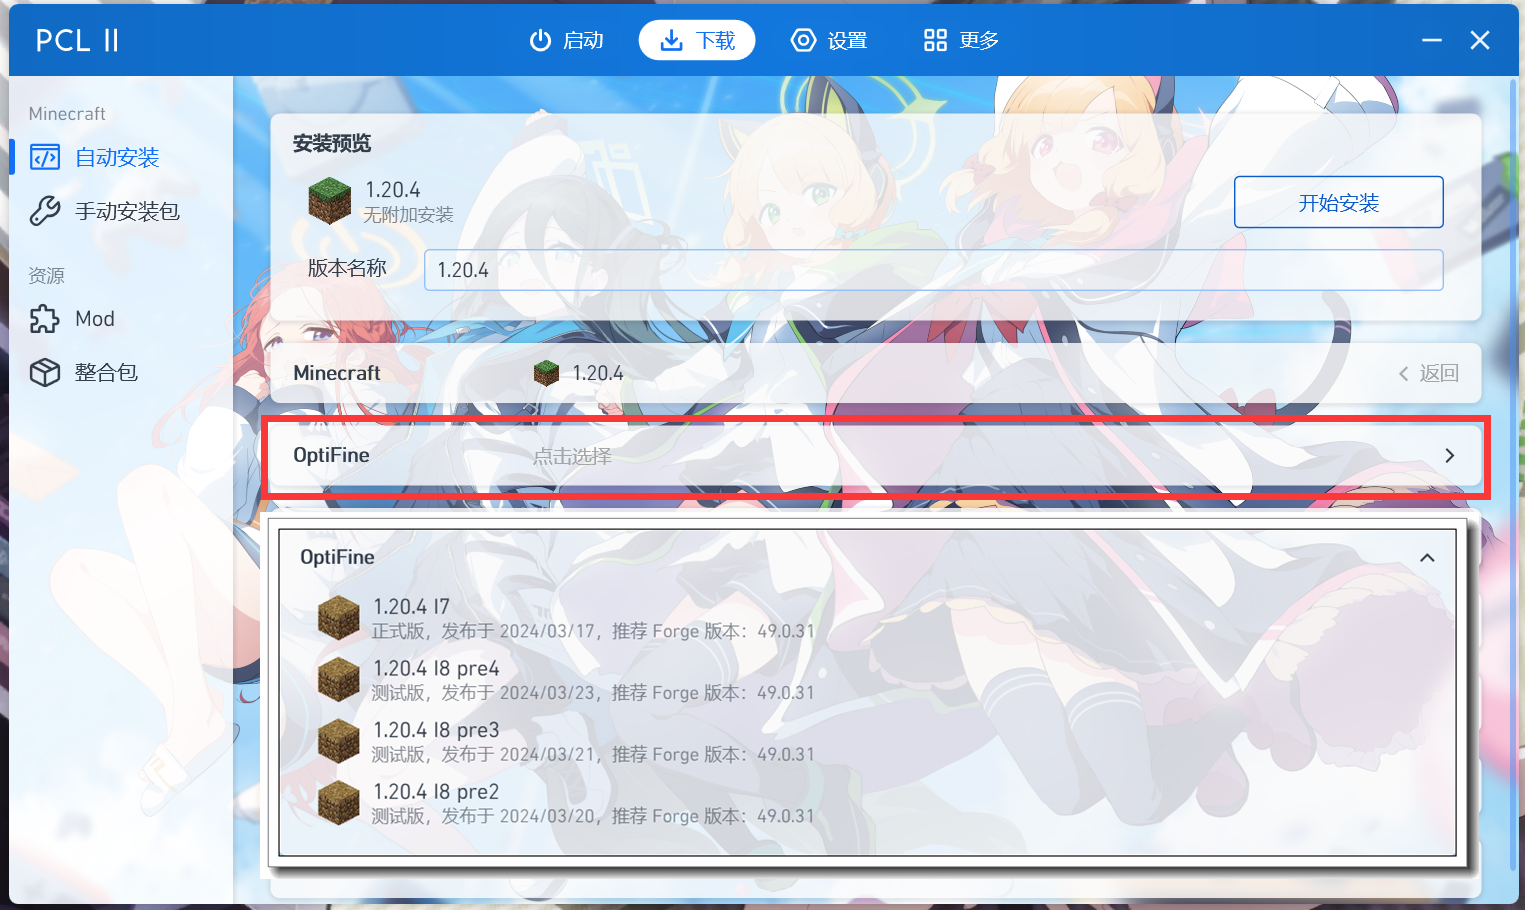 PCL II
启动
下载
设置
更多
Minecraft
自动安装
手动安装包
资源
Mod
整合包
安装预览
1.20.4
无附加安装
开始安装
版本名称
1.20.4
Minecraft
1.20.4
返回
OptiFine
点击选择
OptiFine
1.20.4 I7
正式版，发布于 2024/03/17，推荐 Forge 版本：49.0.31
1.20.4 I8 pre4
测试版，发布于 2024/03/23，推荐 Forge 版本：49.0.31
1.20.4 I8 pre3
测试版，发布于 2024/03/21，推荐 Forge 版本：49.0.31
1.20.4 I8 pre2
测试版，发布于 2024/03/20，推荐 Forge 版本：49.0.31